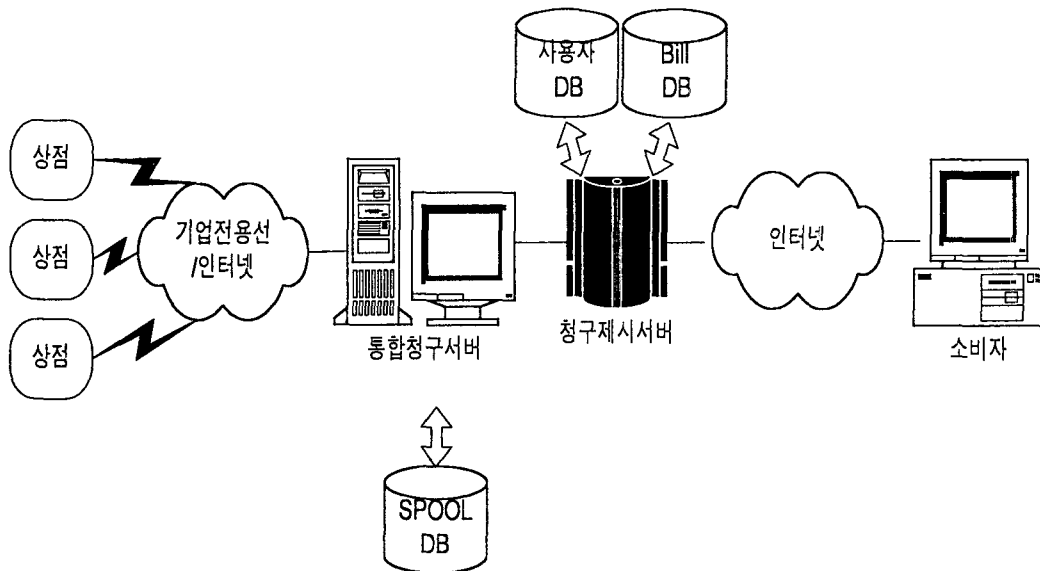 사용자
DB
Bill
DB
상점
상점
상점
기업전용선
/인터넷
통합청구서버
청구제시서버
인터넷
소비자
SPOOL
DB